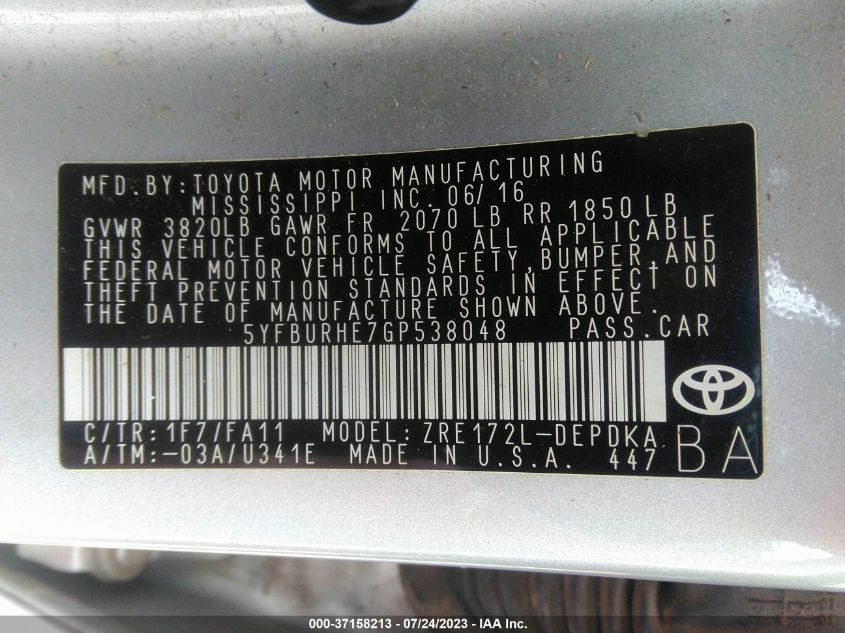 MFD. BY: TOYOTA MOTOR MANUFACTURING
MISSISSIPPI INC. 06/16
GVWR 3820LB GAWR FR 2070 LB RR 1850 LB
THIS VEHICLE CONFORMS TO ALL APPLICABLE
FEDERAL MOTOR VEHICLE SAFETY, BUMPER, AND
THEFT PREVENTION STANDARDS IN EFFECT ON
THE DATE OF MANUFACTURE SHOWN ABOVE.
5YFBURHE7GP538048 PASS. CAR
C/TR: 1F7/FA11 MODEL: ZRE172L-DEPDKA
A/TM: -03A/U341E MADE IN U.S.A. 447
BA
000-37158213 - 07/24/2023 - IAA Inc.